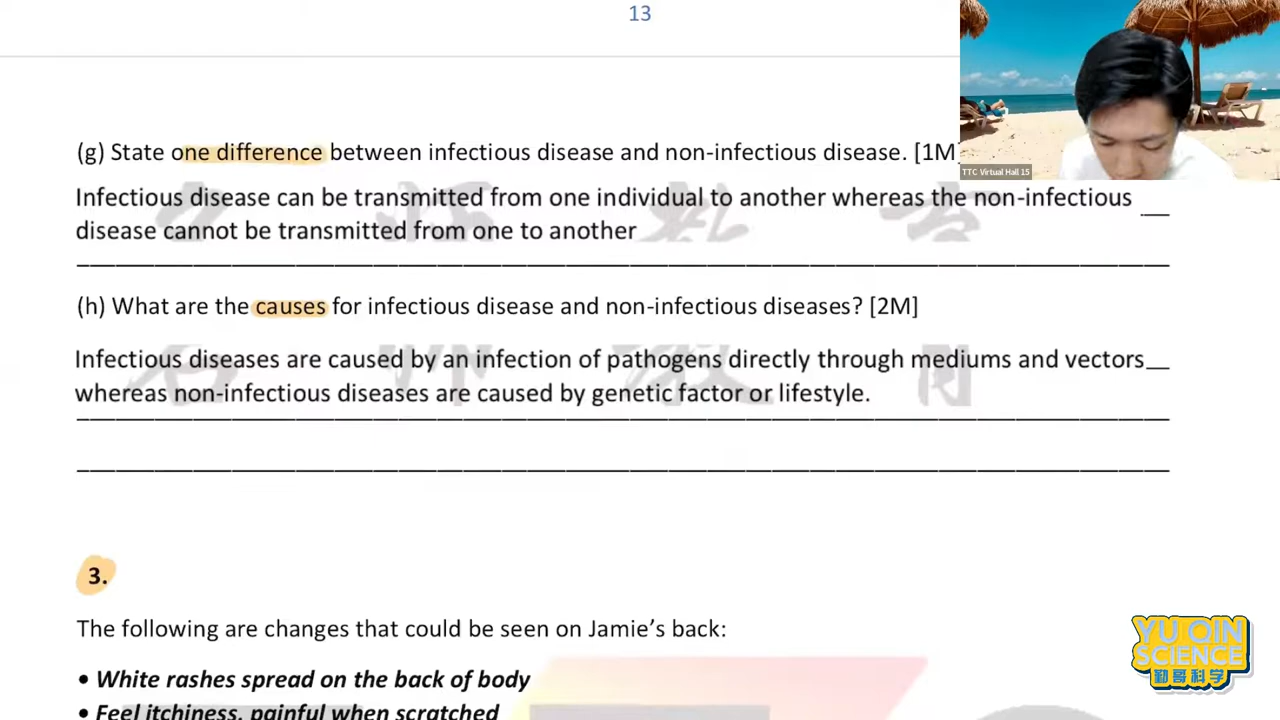 13
TTC Virtual Hall 15
(g) State one difference between infectious disease and non-infectious disease. [1M
Infectious disease can be transmitted from one individual to another whereas the non-infectious
disease cannot be transmitted from one to another
(h) What are the causes for infectious disease and non-infectious diseases? [2M]
Infectious diseases are caused by an infection of pathogens directly through mediums and vectors
whereas non-infectious diseases are caused by genetic factor or lifestyle.
3.
The following are changes that could be seen on Jamie’s back:
• White rashes spread on the back of body
• Feel itchiness, painful when scratched
YU QIN
SCIENCE
勤哥科学